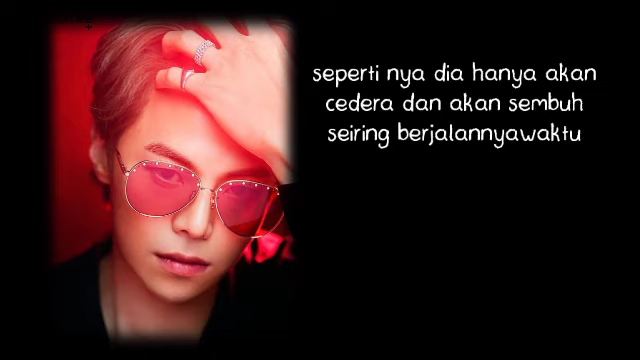 seperti nya dia hanya akan
cedera dan akan sembuh
seiring berjalannyawaktu